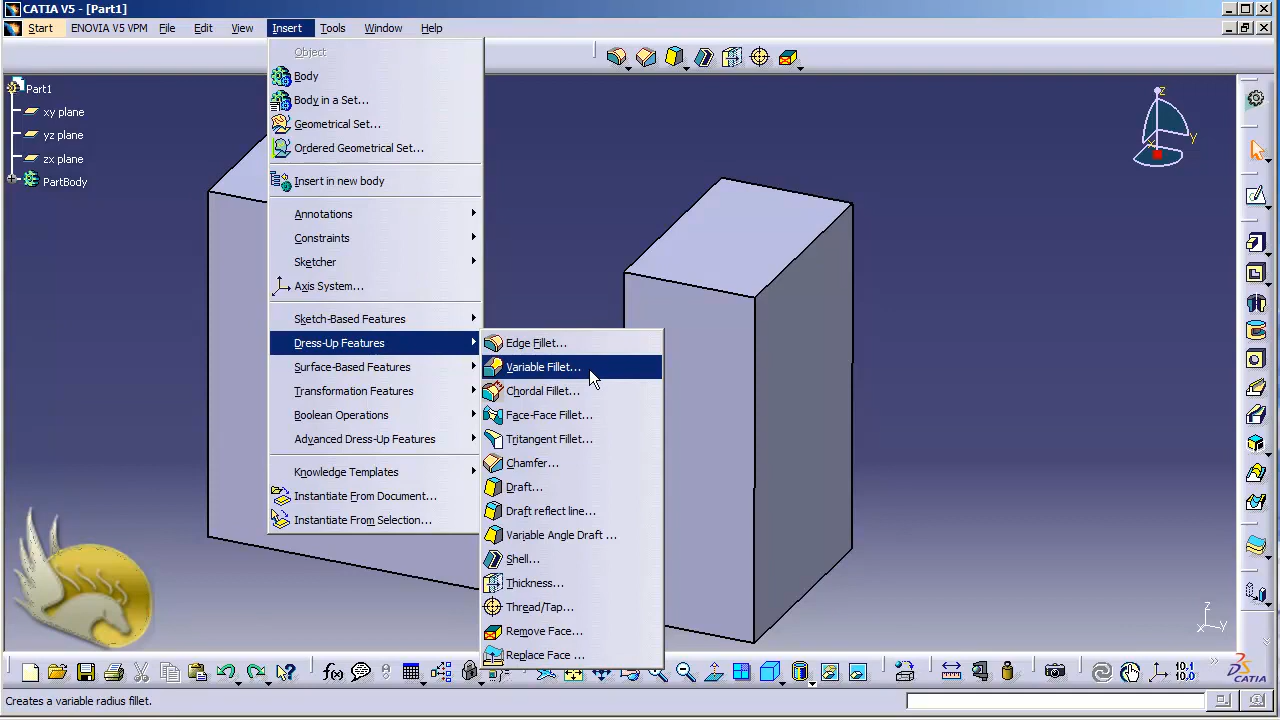 CATIA V5 - [Part1]
Start ENOVIA V5 VPM File Edit View Insert Tools Window Help
Object
Body
Body in a Set...
Geometrical Set...
Ordered Geometrical Set...
Insert in new body
Annotations
Constraints
Sketcher
Axis System...
Sketch-Based Features
Dress-Up Features
Surface-Based Features
Transformation Features
Boolean Operations
Advanced Dress-Up Features
Knowledge Templates
Instantiate From Document...
Instantiate From Selection...
Edge Fillet...
Variable Fillet...
Chordal Fillet...
Face-Face Fillet...
Tritangent Fillet...
Chamfer...
Draft...
Draft reflect line...
Variable Angle Draft ...
Shell...
Thickness...
Thread/Tap...
Remove Face...
Replace Face ...
Part1
xy plane
yz plane
zx plane
PartBody
z
y
x
z
y
x
f(x)
10.1
10.0
CATIA
Creates a variable radius fillet.